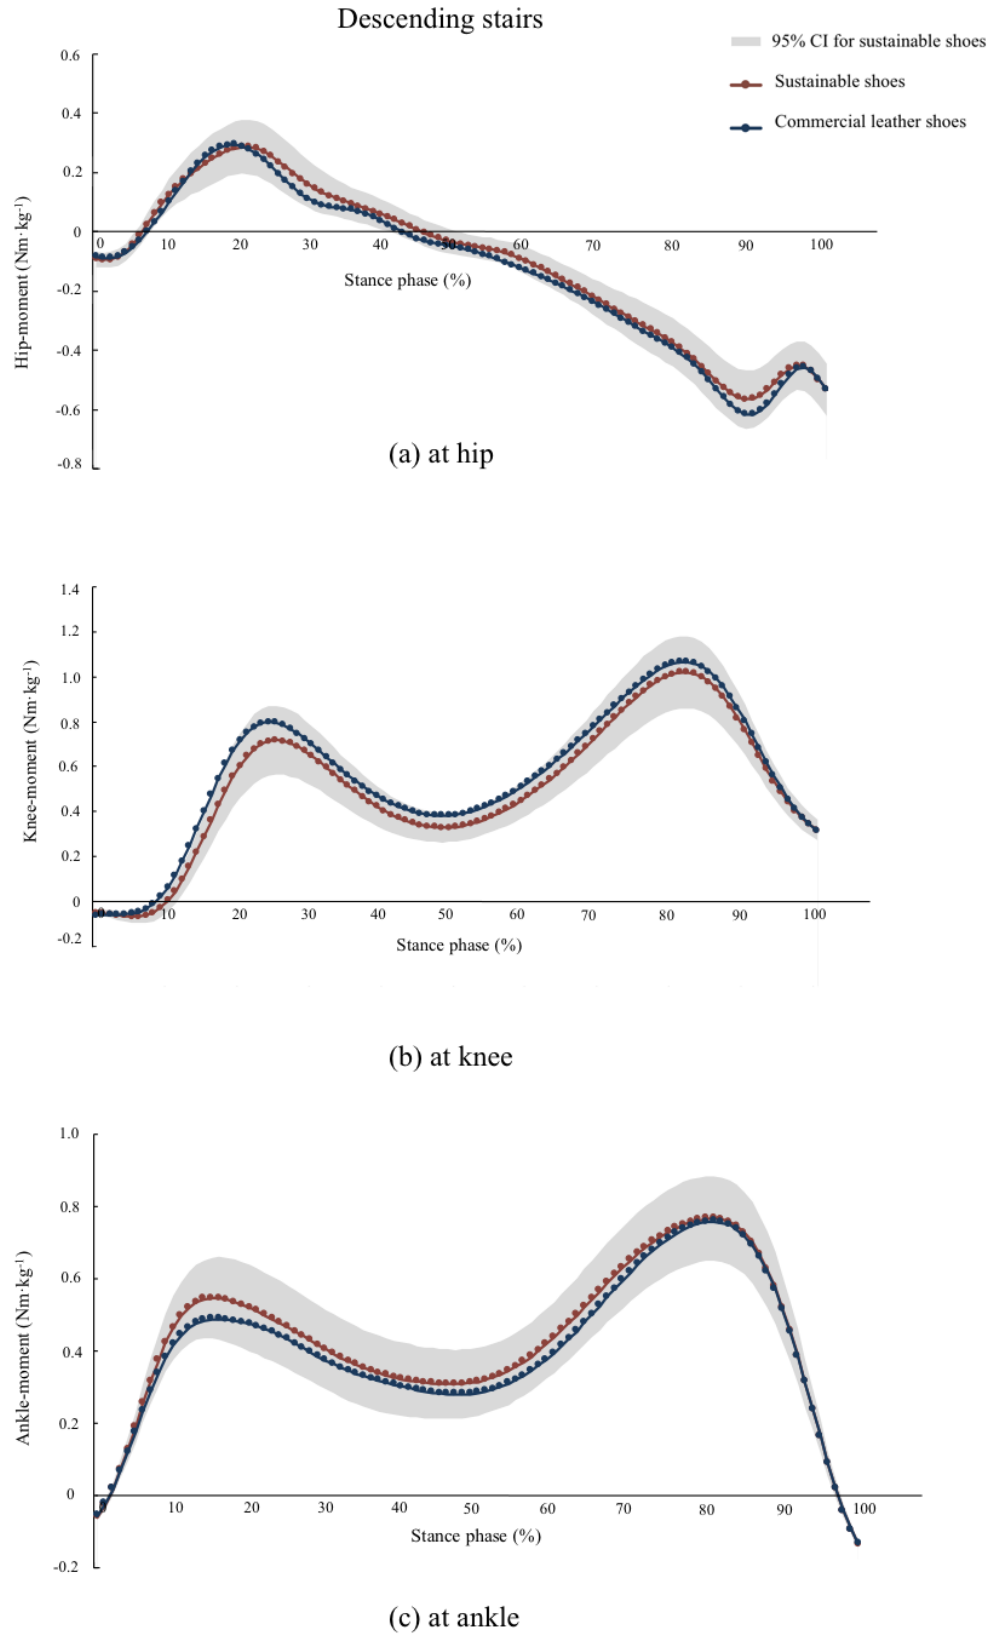 Descending stairs
95% CI for sustainable shoes
Sustainable shoes
Commercial leather shoes
0.6
0.4
0.2
0
-0.2
-0.4
-0.6
-0.8
Hip-moment (Nm·kg⁻¹)
0 10 20 30 40 50 60 70 80 90 100
Stance phase (%)
(a) at hip
1.4
1.2
1.0
0.8
0.6
0.4
0.2
0
-0.2
Knee-moment (Nm·kg⁻¹)
0 10 20 30 40 50 60 70 80 90 100
Stance phase (%)
(b) at knee
1.0
0.8
0.6
0.4
0.2
0
-0.2
Ankle-moment (Nm·kg⁻¹)
0 10 20 30 40 50 60 70 80 90 100
Stance phase (%)
(c) at ankle